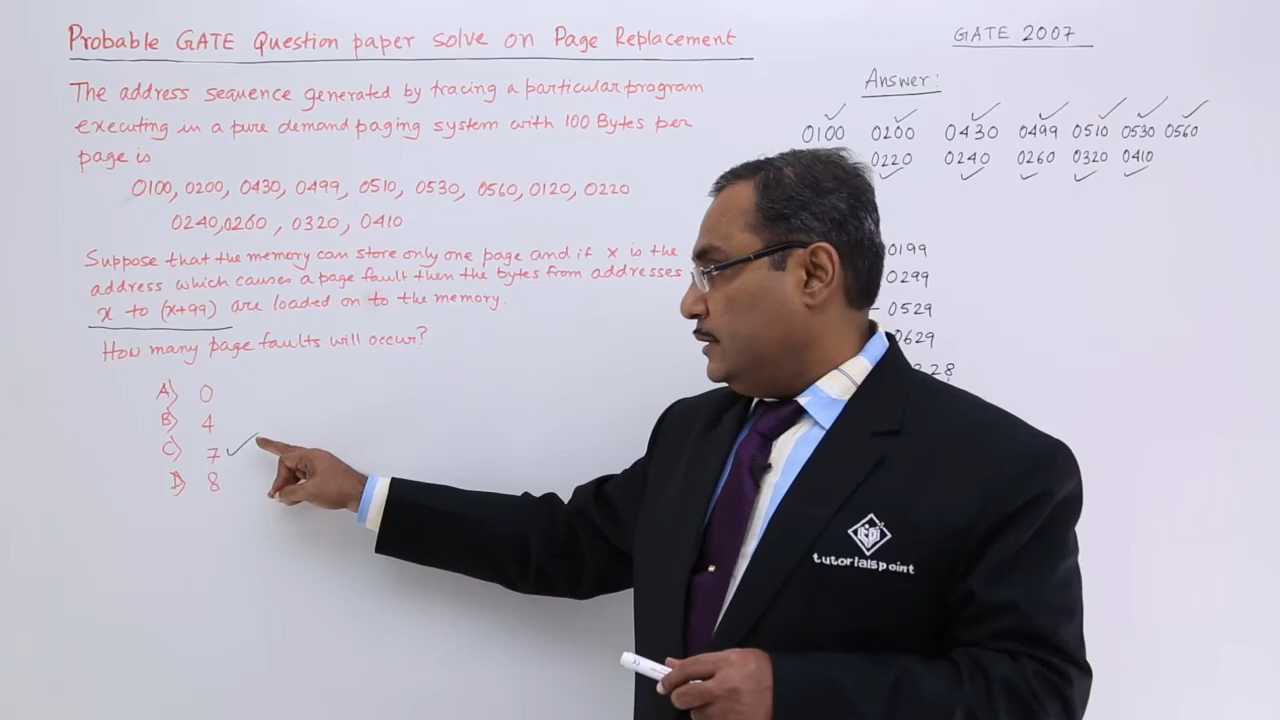 Probable GATE Question paper solve on Page Replacement
The address sequence generated by tracing a particular program
executing in a pure demand paging system with 100 Bytes per
page is
0100, 0200, 0430, 0499, 0510, 0530, 0560, 0120, 0220
0240, 0260, 0320, 0410
Suppose that the memory can store only one page and if x is the
address which causes a page fault then the bytes from addresses
x to (x+99) are loaded on to the memory.
How many page faults will occur?
A) 0
B) 4
C) 7 ✓
D) 8
GATE 2007
Answer:
0100 0200 0430 0499 0510 0530 0560
0220 0240 0260 0320 0410
0199
0299
- 0529
0629
tutorialspoint